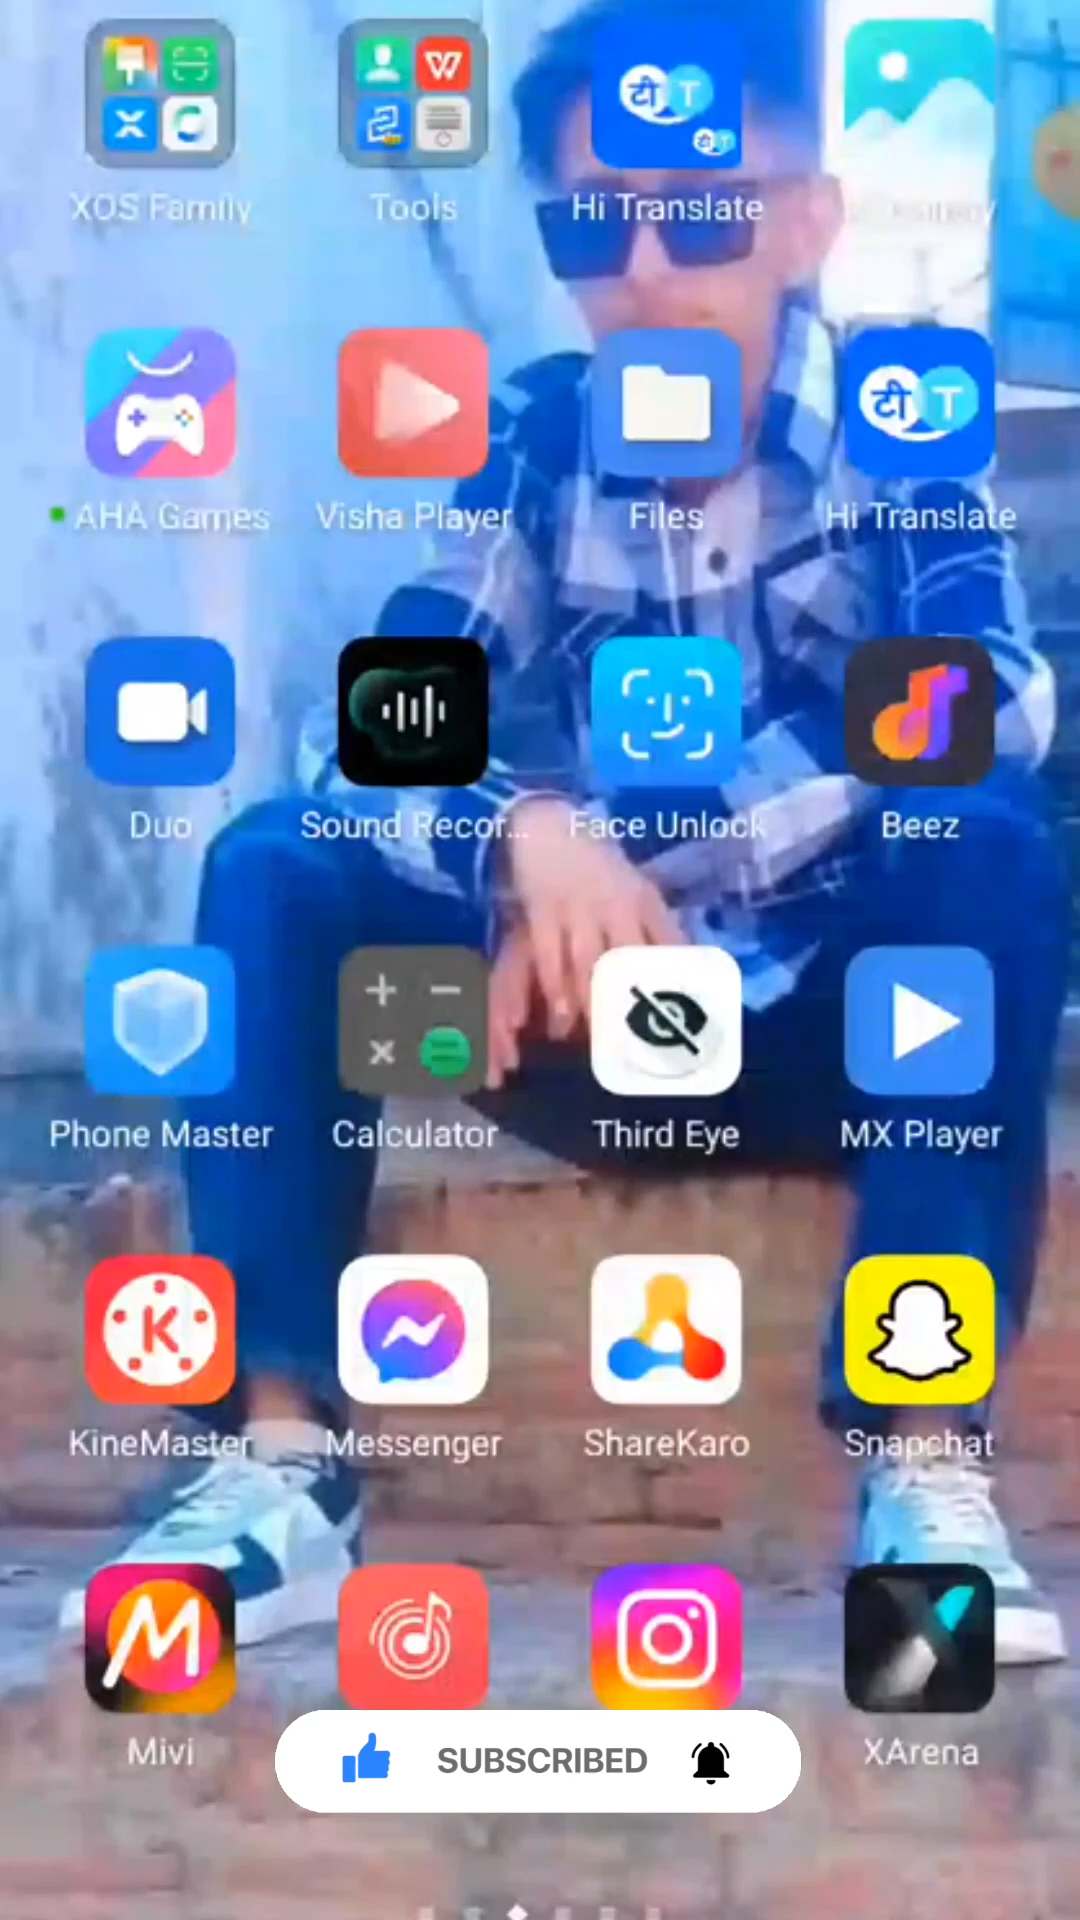 टी T
टी T
XOS Family Tools Hi Translate
टी T
AHA Games Visha Player Files Hi Translate
Duo Sound Recor... Face Unlock Beez
Phone Master Calculator Third Eye MX Player
K
KineMaster Messenger ShareKaro Snapchat
M
Mivi SUBSCRIBED XArena